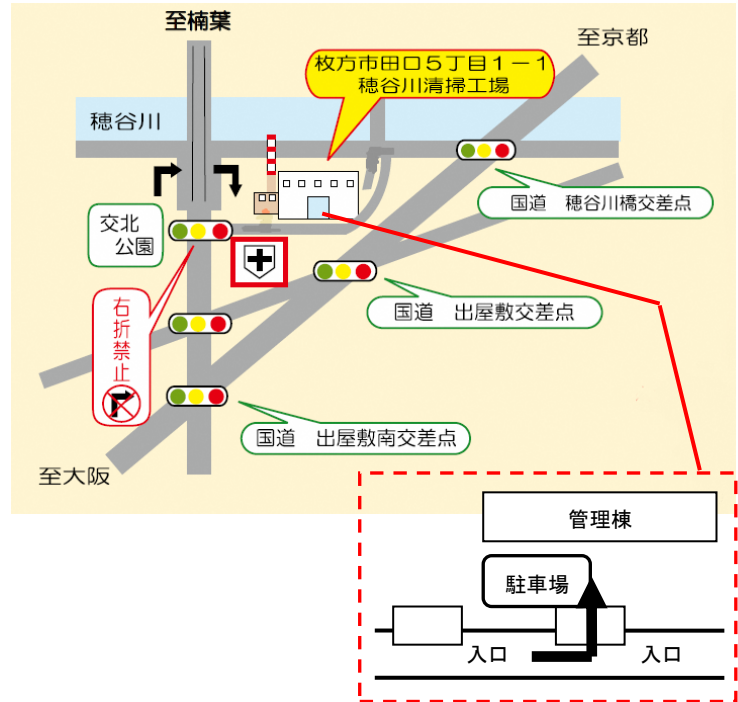 至楠葉
至京都
枚方市田口5丁目1－1
穂谷川清掃工場
穂谷川
国道　穂谷川橋交差点
交北
公園
国道　出屋敷交差点
右折禁止
国道　出屋敷南交差点
至大阪
管理棟
駐車場
入口
入口